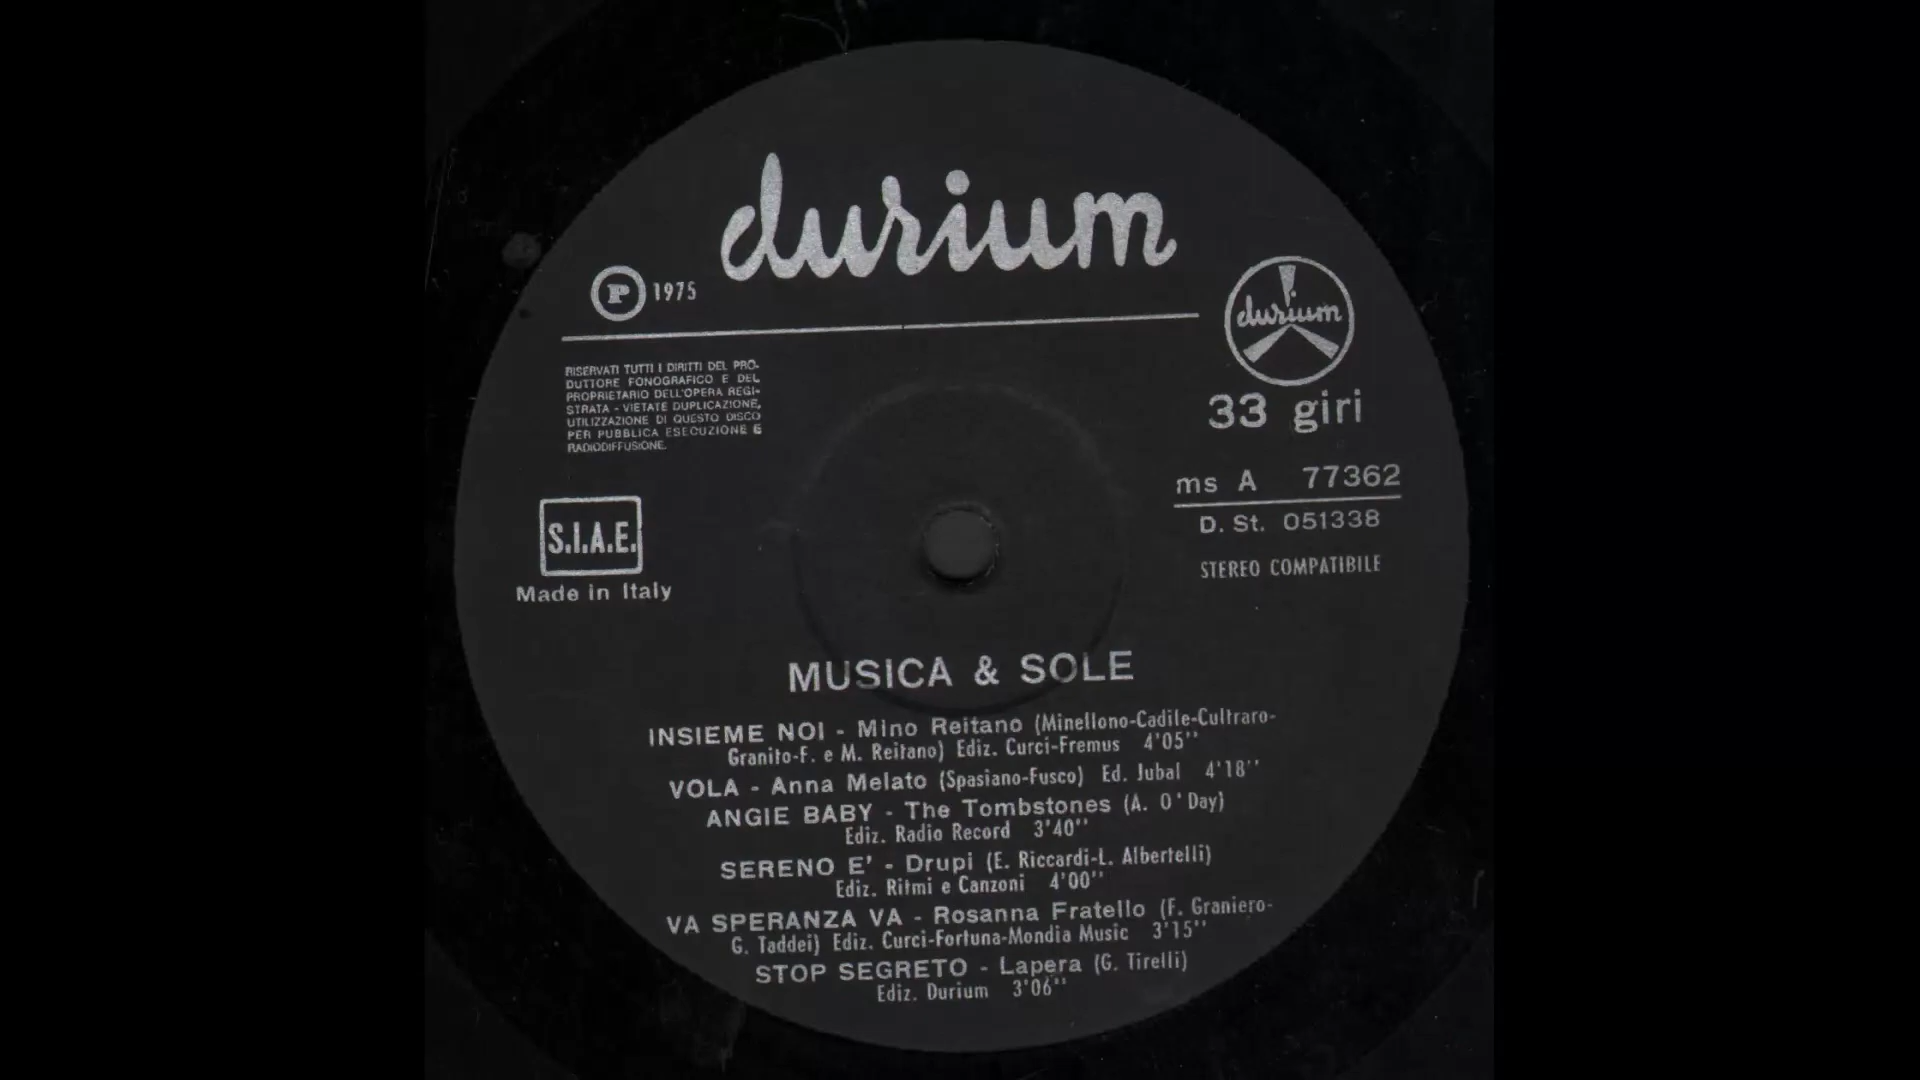 durium
P 1975
durium
RISERVATI TUTTI I DIRITTI DEL PRO-
DUTTORE FONOGRAFICO E DEL
PROPRIETARIO DELL'OPERA REGI-
STRATA - VIETATE DUPLICAZIONE,
UTILIZZAZIONE DI QUESTO DISCO
PER PUBBLICA ESECUZIONE E
RADIODIFFUSIONE.
33 giri
ms A 77362
D. St. 051338
STEREO COMPATIBILE
S.I.A.E.
Made in Italy
MUSICA & SOLE
INSIEME NOI - Mino Reitano (Minellono-Cadile-Cultraro-
Granito-F. e M. Reitano) Ediz. Curci-Fremus 4'05''
VOLA - Anna Melato (Spasiano-Fusco) Ed. Jubal 4'18''
ANGIE BABY - The Tombstones (A. O'Day)
Ediz. Radio Record 3'40''
SERENO E' - Drupi (E. Riccardi-L. Albertelli)
Ediz. Ritmi e Canzoni 4'00''
VA SPERANZA VA - Rosanna Fratello (F. Graniero-
G. Taddei) Ediz. Curci-Fortuna-Mondia Music 3'15''
STOP SEGRETO - Lapera (G. Tirelli)
Ediz. Durium 3'06''